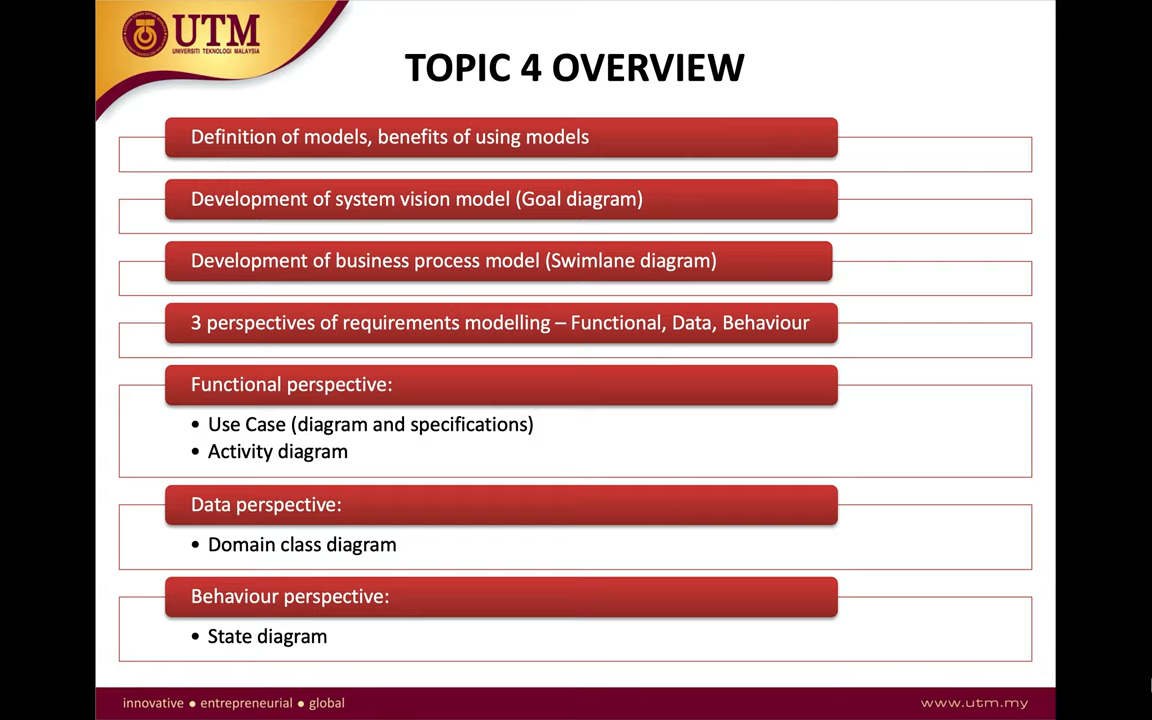 UTM
UNIVERSITI TEKNOLOGI MALAYSIA
TOPIC 4 OVERVIEW
Definition of models, benefits of using models
Development of system vision model (Goal diagram)
Development of business process model (Swimlane diagram)
3 perspectives of requirements modelling – Functional, Data, Behaviour
Functional perspective:
• Use Case (diagram and specifications)
• Activity diagram
Data perspective:
• Domain class diagram
Behaviour perspective:
• State diagram
innovative ● entrepreneurial ● global
www.utm.my